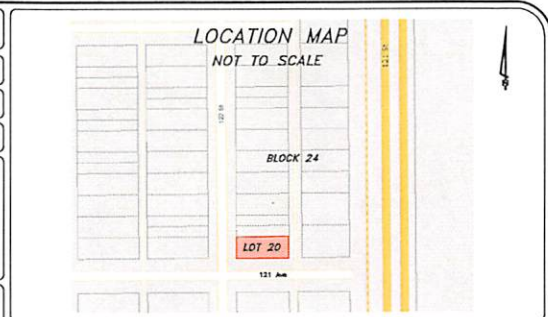 LOCATION MAP
NOT TO SCALE
121 St
122 St
BLOCK 24
LOT 20
121 Ave